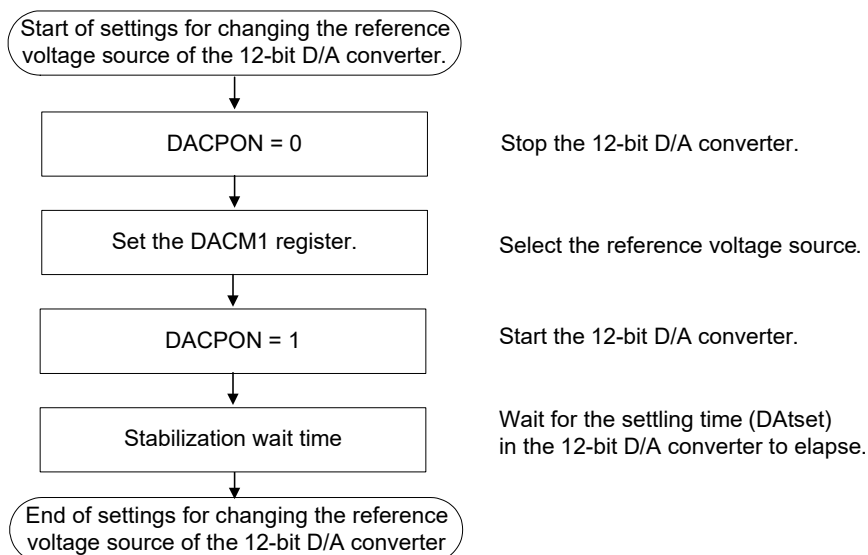 Start of settings for changing the reference
voltage source of the 12-bit D/A converter.
DACPON = 0
Stop the 12-bit D/A converter.
Set the DACM1 register.
Select the reference voltage source.
DACPON = 1
Start the 12-bit D/A converter.
Stabilization wait time
Wait for the settling time (DAtset)
in the 12-bit D/A converter to elapse.
End of settings for changing the reference
voltage source of the 12-bit D/A converter